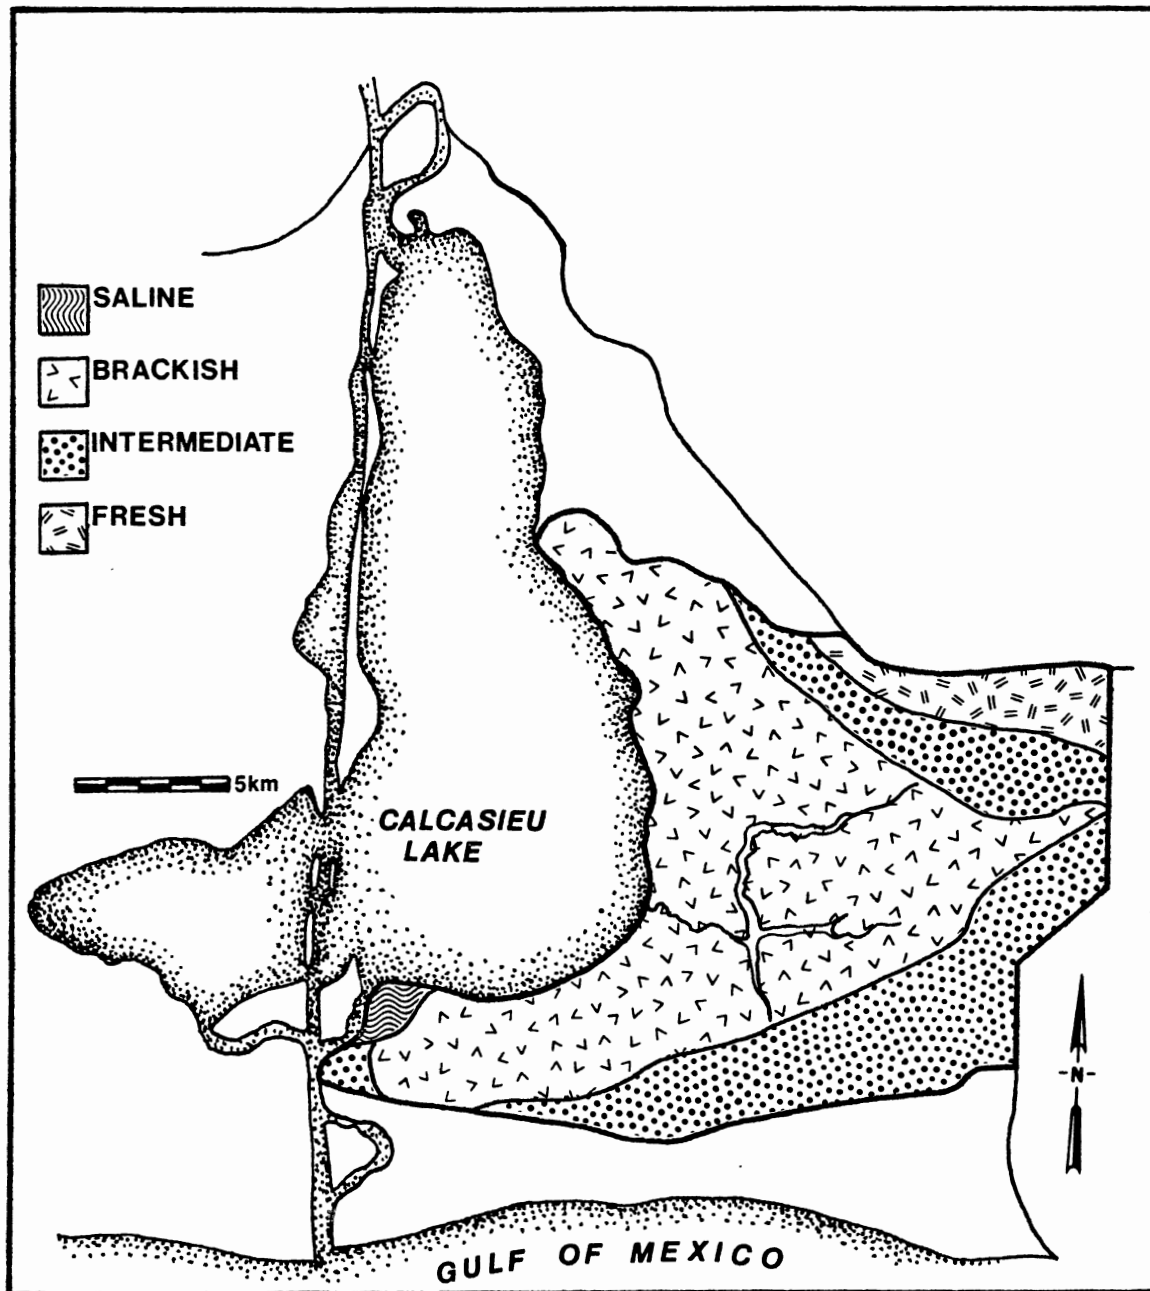 SALINE
BRACKISH
INTERMEDIATE
FRESH
5km
CALCASIEU
LAKE
N
GULF OF MEXICO